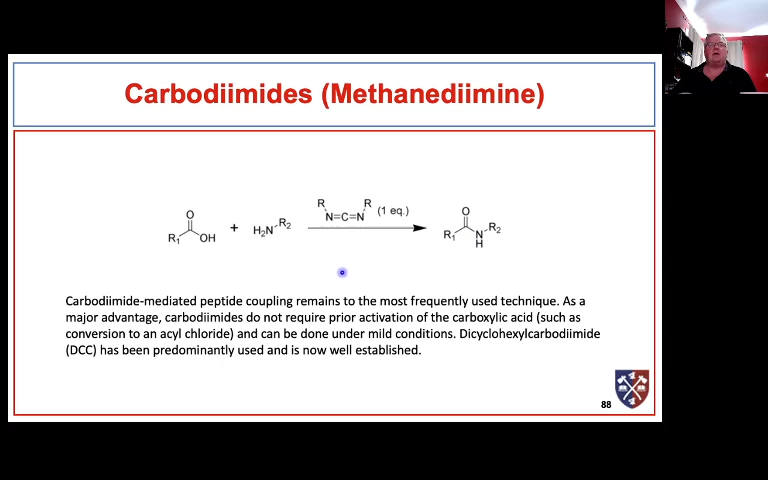 Carbodiimides (Methanediimine)
R R
N=C=N (1 eq.)
O O
R1 OH + H2N R2 R1 N H R2
Carbodiimide-mediated peptide coupling remains to the most frequently used technique. As a
major advantage, carbodiimides do not require prior activation of the carboxylic acid (such as
conversion to an acyl chloride) and can be done under mild conditions. Dicyclohexylcarbodiimide
(DCC) has been predominantly used and is now well established.
88